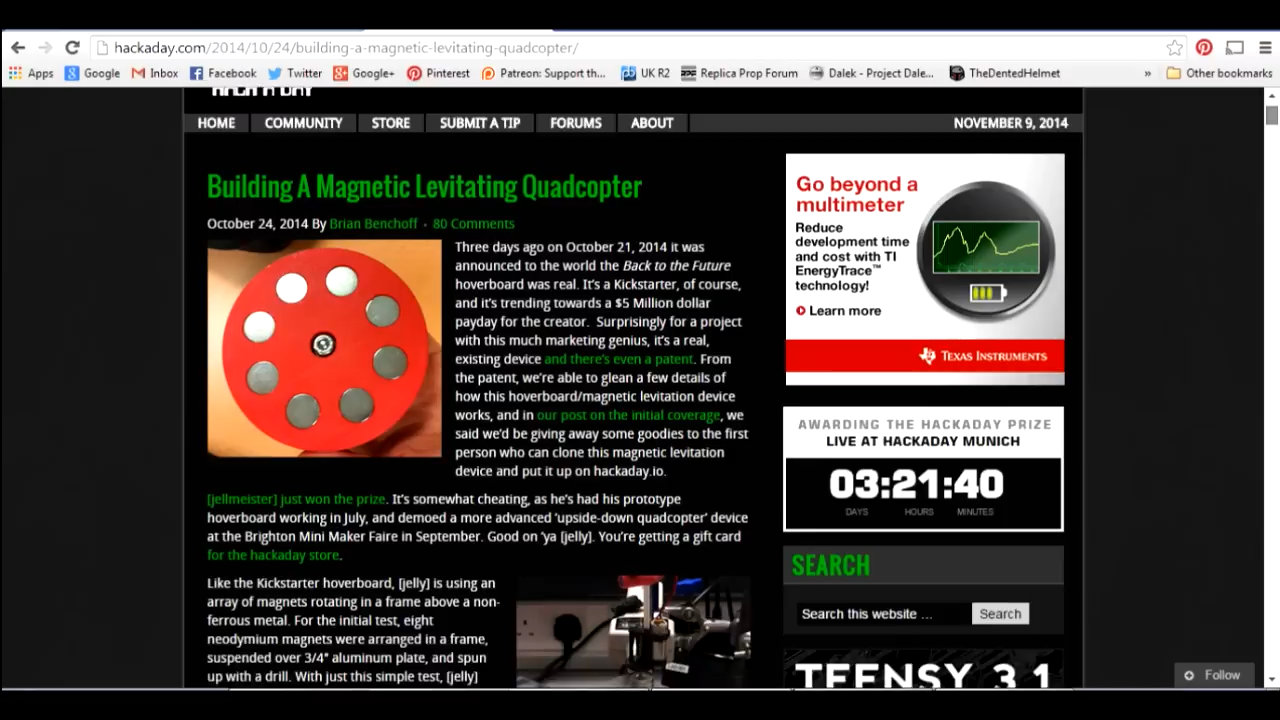 hackaday.com/2014/10/24/building-a-magnetic-levitating-quadcopter/
Apps Google Inbox Facebook Twitter Google+ Pinterest Patreon: Support th... UK R2 Replica Prop Forum Dalek - Project Dale... TheDentedHelmet » Other bookmarks
HACK A DAY
HOME COMMUNITY STORE SUBMIT A TIP FORUMS ABOUT NOVEMBER 9, 2014
Building A Magnetic Levitating Quadcopter
October 24, 2014 By Brian Benchoff · 80 Comments
Three days ago on October 21, 2014 it was
announced to the world the Back to the Future
hoverboard was real. It's a Kickstarter, of course,
and it's trending towards a $5 Million dollar
payday for the creator. Surprisingly for a project
with this much marketing genius, it's a real,
existing device and there's even a patent. From
the patent, we're able to glean a few details of
how this hoverboard/magnetic levitation device
works, and in our post on the initial coverage, we
said we'd be giving away some goodies to the first
person who can clone this magnetic levitation
device and put it up on hackaday.io.
[jellmeister] just won the prize. It's somewhat cheating, as he's had his prototype
hoverboard working in July, and demoed a more advanced 'upside-down quadcopter' device
at the Brighton Mini Maker Faire in September. Good on 'ya [jelly]. You're getting a gift card
for the hackaday store.
Like the Kickstarter hoverboard, [jelly] is using an
array of magnets rotating in a frame above a non-
ferrous metal. For the initial test, eight
neodymium magnets were arranged in a frame,
suspended over 3/4" aluminum plate, and spun
up with a drill. With just this simple test, [jelly]
Go beyond a
multimeter
Reduce
development time
and cost with TI
EnergyTrace™
technology!
Learn more
TEXAS INSTRUMENTS
AWARDING THE HACKADAY PRIZE
LIVE AT HACKADAY MUNICH
03:21:40
DAYS HOURS MINUTES
SEARCH
Search this website ... Search
TEENSY 3.1
Follow